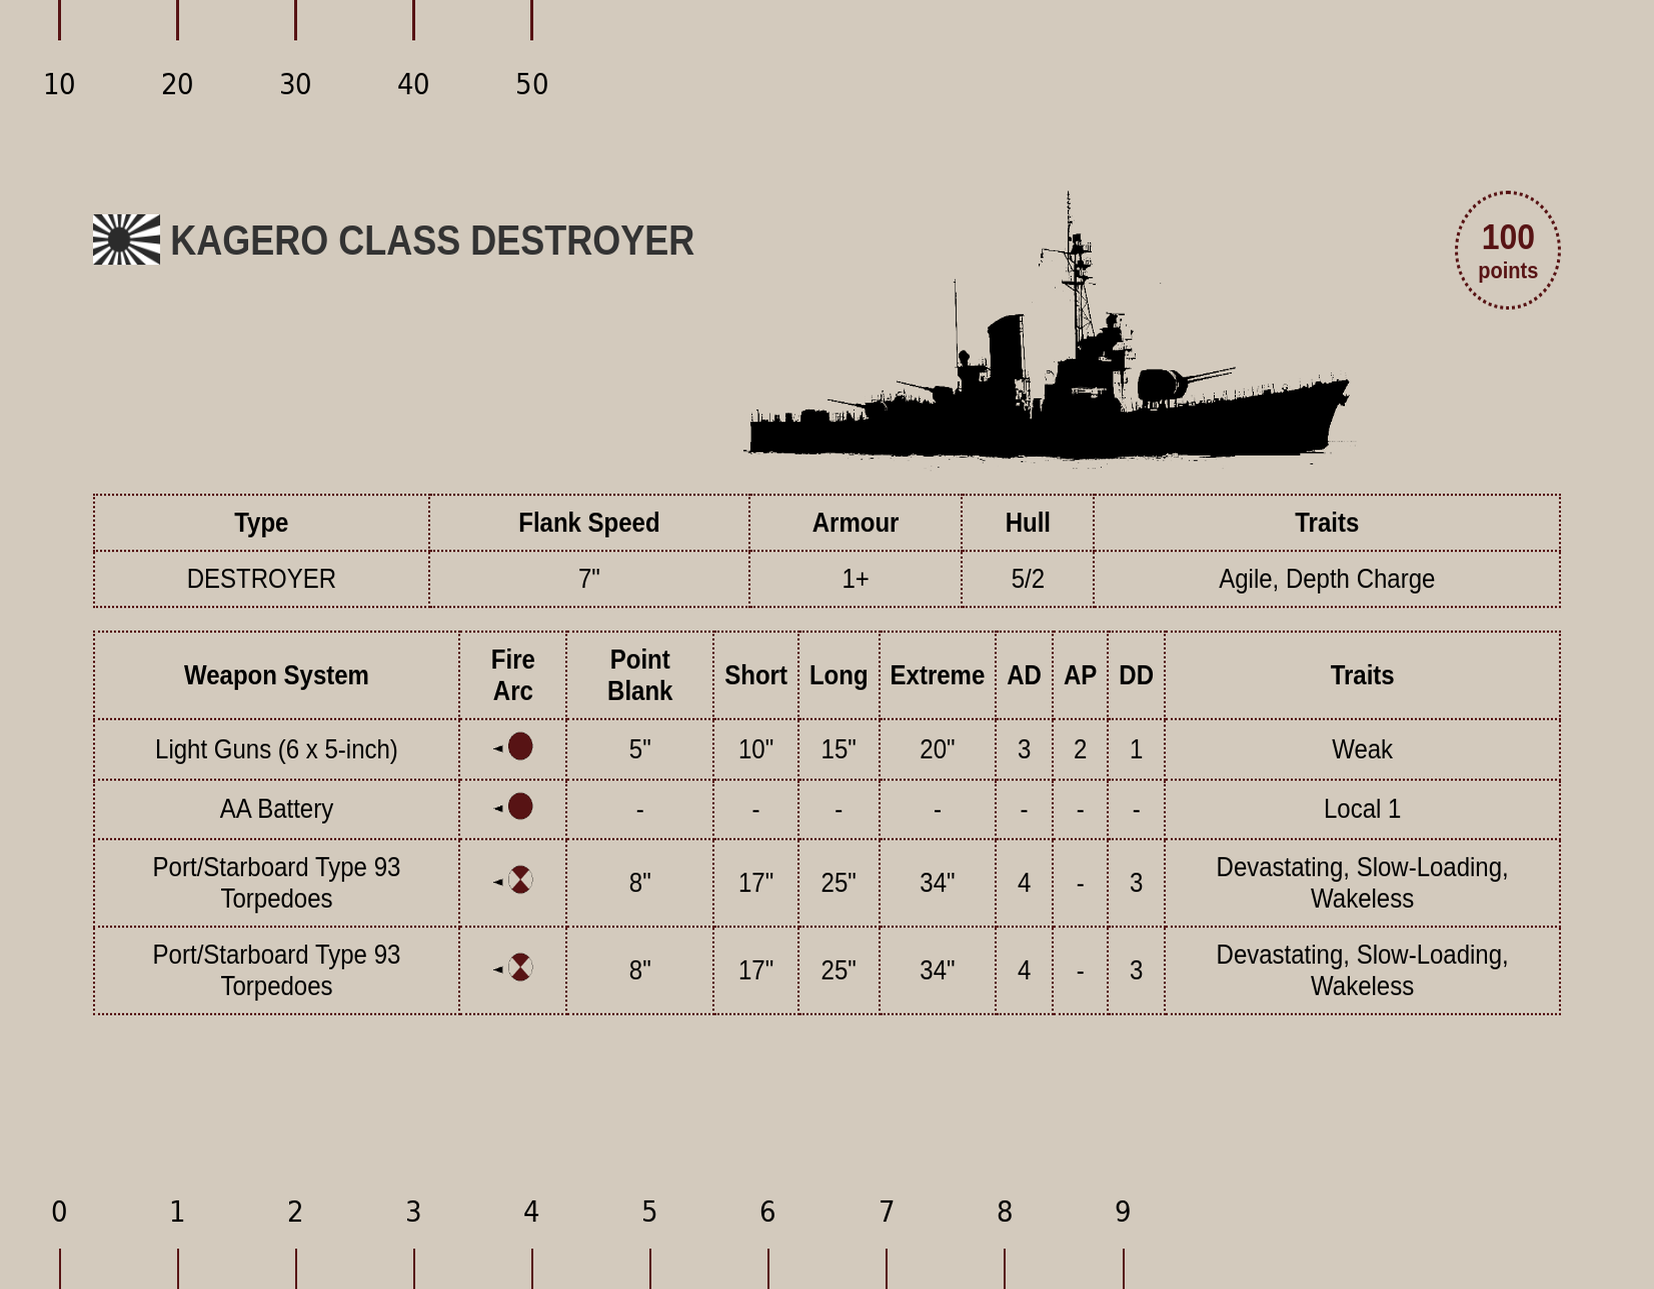 10 20 30 40 50
KAGERO CLASS DESTROYER
100
points
Type Flank Speed Armour Hull Traits
DESTROYER 7" 1+ 5/2 Agile, Depth Charge
Weapon System Fire Arc Point Blank Short Long Extreme AD AP DD Traits
Light Guns (6 x 5-inch) 5" 10" 15" 20" 3 2 1 Weak
AA Battery - - - - - - - Local 1
Port/Starboard Type 93 Torpedoes 8" 17" 25" 34" 4 - 3 Devastating, Slow-Loading, Wakeless
Port/Starboard Type 93 Torpedoes 8" 17" 25" 34" 4 - 3 Devastating, Slow-Loading, Wakeless
0 1 2 3 4 5 6 7 8 9